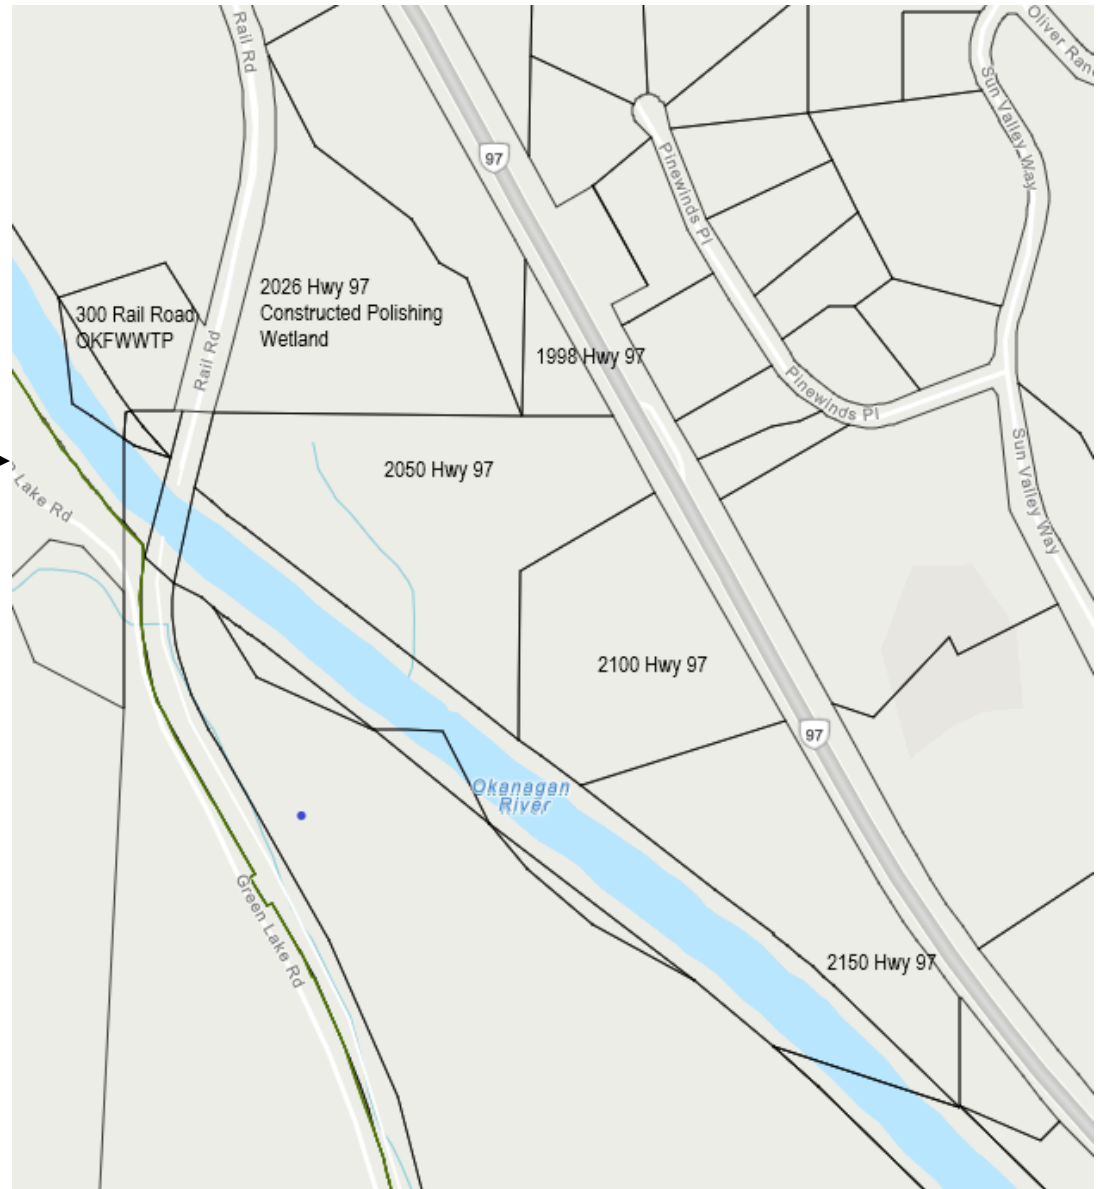 Rail Rd
Oliver Ran
Sun Valley Way
97
Pinewinds Pl
2026 Hwy 97
Constructed Polishing
Wetland
300 Rail Road
OKFWWTP
Rail Rd
1998 Hwy 97
Pinewinds Pl
2050 Hwy 97
Lake Rd
Sun Valley Way
2100 Hwy 97
97
Okanagan
River
Green Lake Rd
2150 Hwy 97